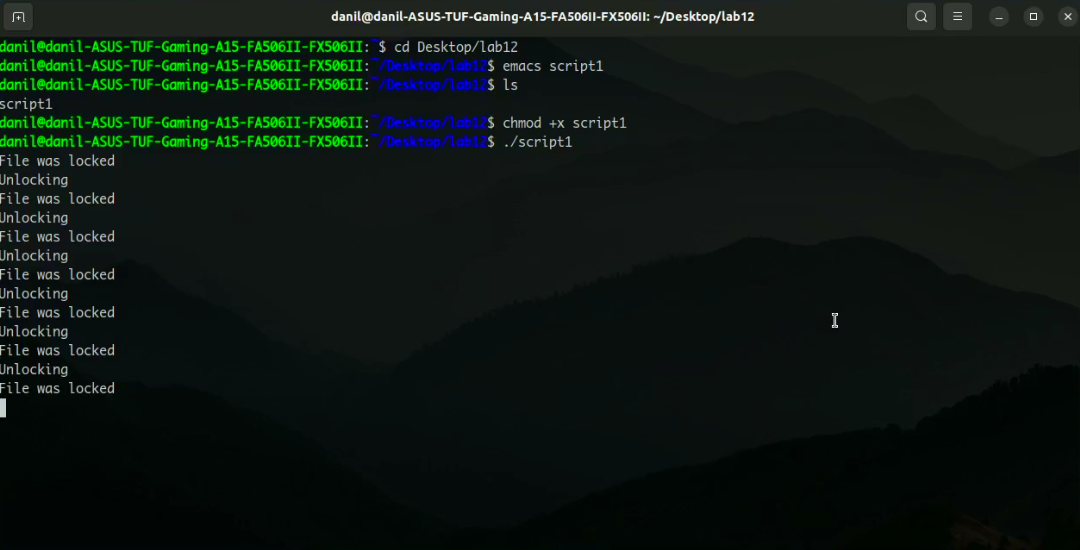 danil@danil-ASUS-TUF-Gaming-A15-FA506II-FX506II: ~/Desktop/lab12
danil@danil-ASUS-TUF-Gaming-A15-FA506II-FX506II:~$ cd Desktop/lab12
danil@danil-ASUS-TUF-Gaming-A15-FA506II-FX506II:~/Desktop/lab12$ emacs script1
danil@danil-ASUS-TUF-Gaming-A15-FA506II-FX506II:~/Desktop/lab12$ ls
script1
danil@danil-ASUS-TUF-Gaming-A15-FA506II-FX506II:~/Desktop/lab12$ chmod +x script1
danil@danil-ASUS-TUF-Gaming-A15-FA506II-FX506II:~/Desktop/lab12$ ./script1
File was locked
Unlocking
File was locked
Unlocking
File was locked
Unlocking
File was locked
Unlocking
File was locked
Unlocking
File was locked
Unlocking
File was locked